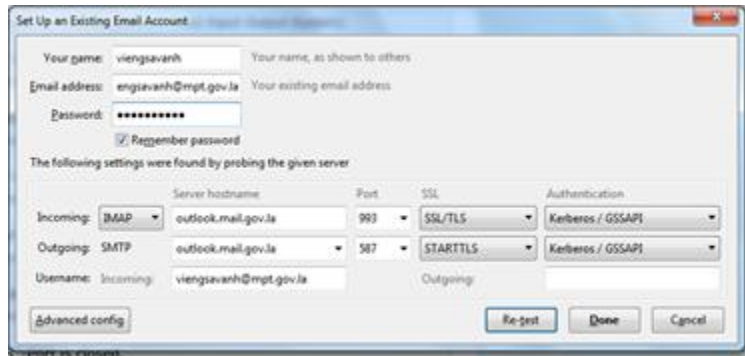 Set Up an Existing Email Account
Your name: viengsavanh Your name, as shown to others
Email address: engsavanh@mpt.gov.la Your existing email address
Password: ••••••••••
Remember password
The following settings were found by probing the given server
Server hostname Port SSL Authentication
Incoming: IMAP outlook.mail.gov.la 993 SSL/TLS Kerberos / GSSAPI
Outgoing: SMTP outlook.mail.gov.la 587 STARTTLS Kerberos / GSSAPI
Username: Incoming: viengsavanh@mpt.gov.la Outgoing:
Advanced config Re-test Done Cancel